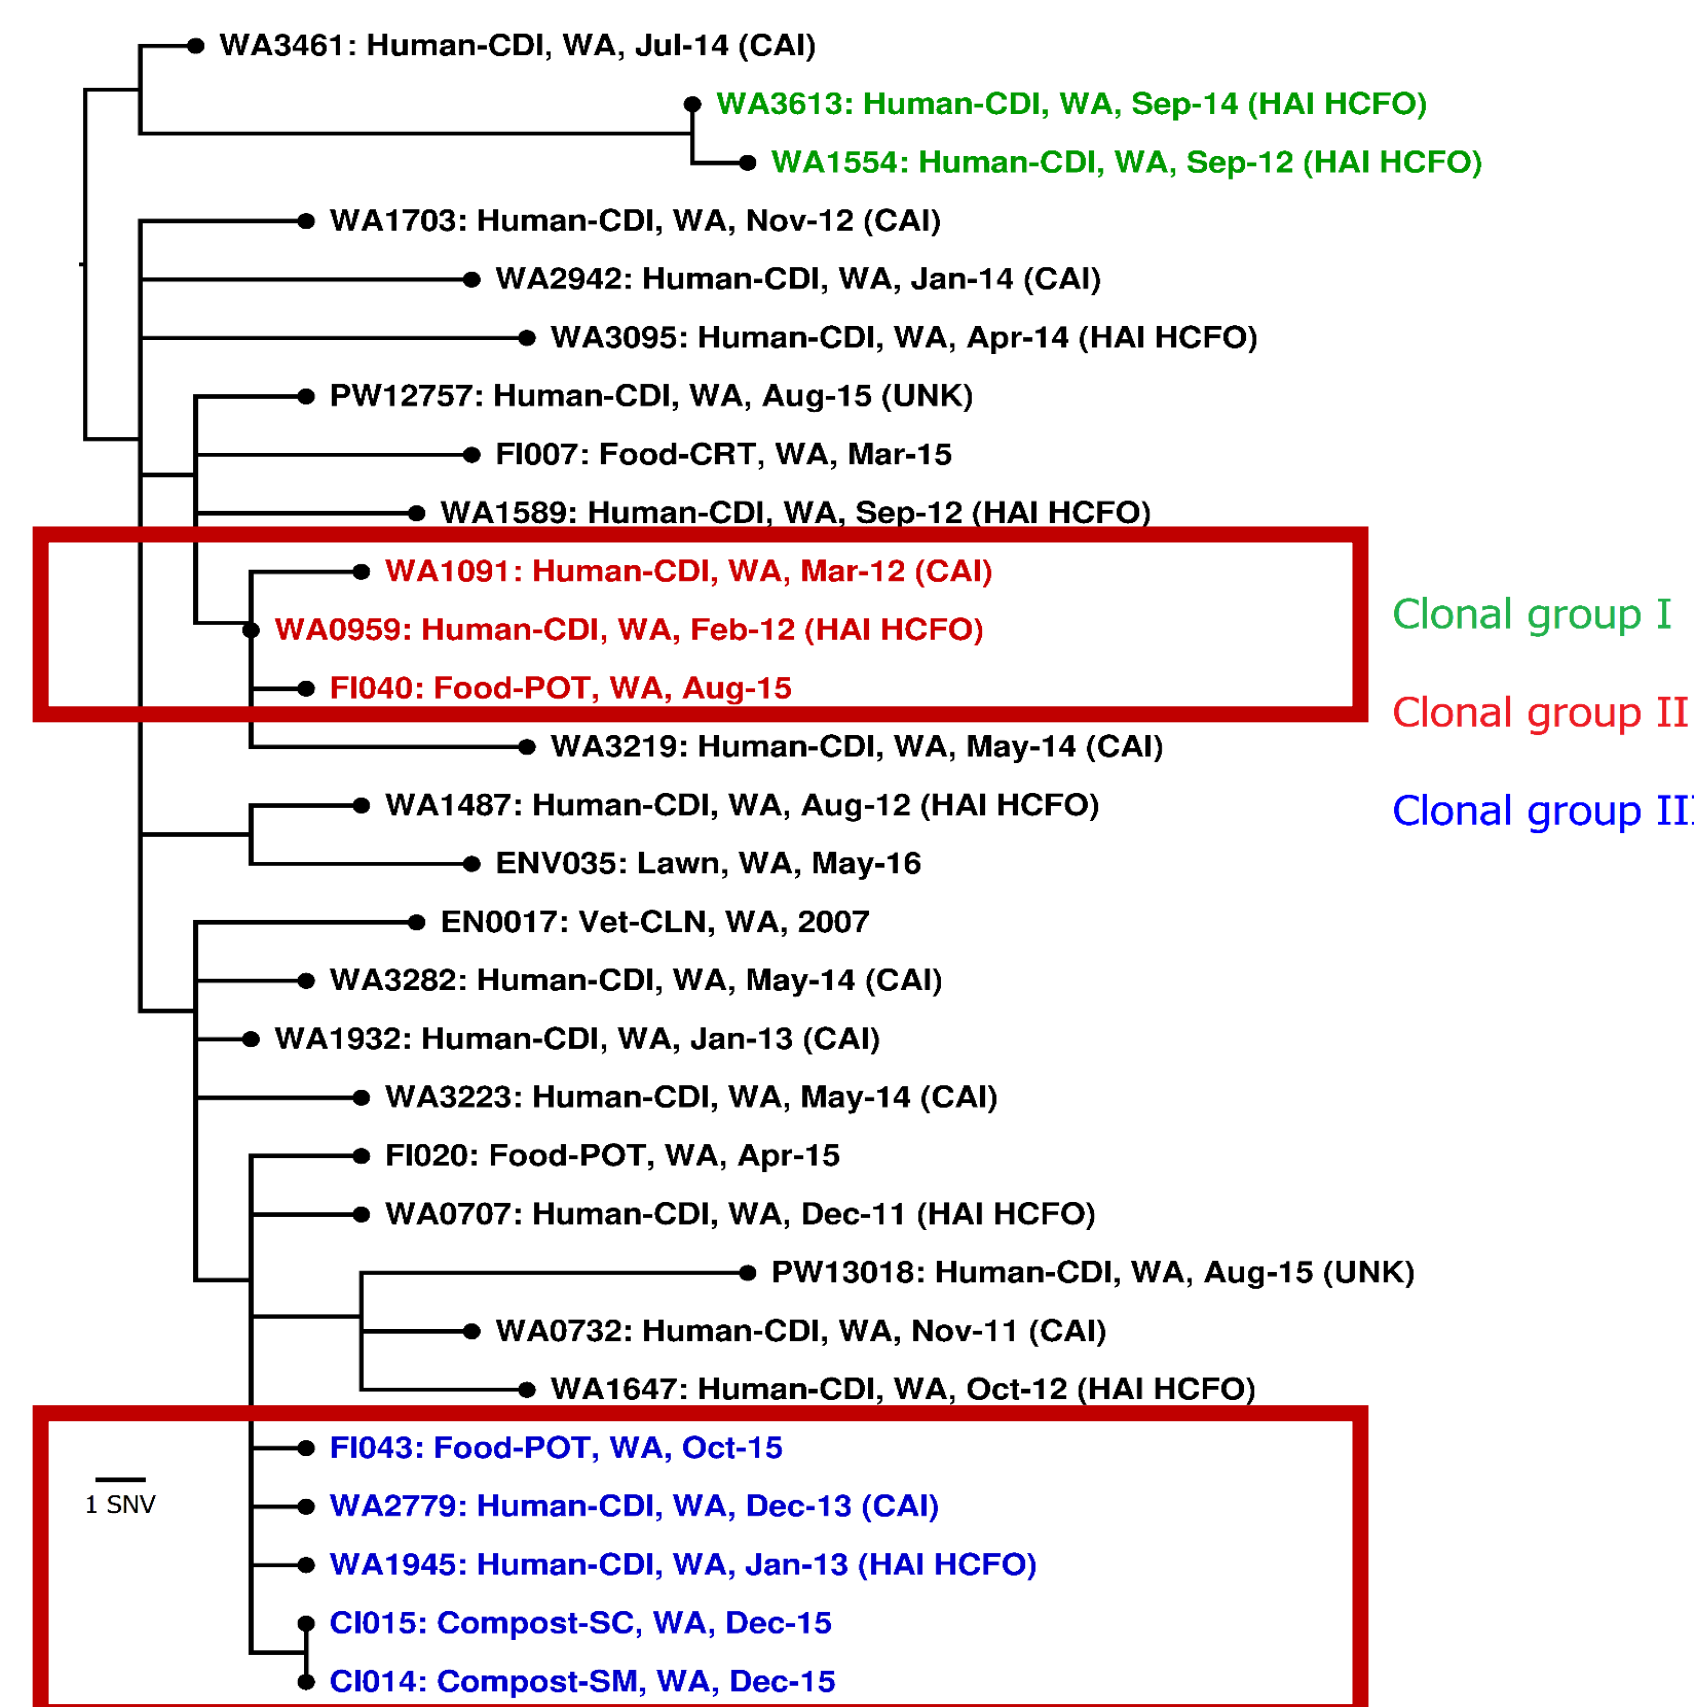 WA3461: Human-CDI, WA, Jul-14 (CAI)
WA3613: Human-CDI, WA, Sep-14 (HAI HCFO)
WA1554: Human-CDI, WA, Sep-12 (HAI HCFO)
WA1703: Human-CDI, WA, Nov-12 (CAI)
WA2942: Human-CDI, WA, Jan-14 (CAI)
WA3095: Human-CDI, WA, Apr-14 (HAI HCFO)
PW12757: Human-CDI, WA, Aug-15 (UNK)
FI007: Food-CRT, WA, Mar-15
WA1589: Human-CDI, WA, Sep-12 (HAI HCFO)
WA1091: Human-CDI, WA, Mar-12 (CAI)
WA0959: Human-CDI, WA, Feb-12 (HAI HCFO)
FI040: Food-POT, WA, Aug-15
WA3219: Human-CDI, WA, May-14 (CAI)
WA1487: Human-CDI, WA, Aug-12 (HAI HCFO)
ENV035: Lawn, WA, May-16
EN0017: Vet-CLN, WA, 2007
WA3282: Human-CDI, WA, May-14 (CAI)
WA1932: Human-CDI, WA, Jan-13 (CAI)
WA3223: Human-CDI, WA, May-14 (CAI)
FI020: Food-POT, WA, Apr-15
WA0707: Human-CDI, WA, Dec-11 (HAI HCFO)
PW13018: Human-CDI, WA, Aug-15 (UNK)
WA0732: Human-CDI, WA, Nov-11 (CAI)
WA1647: Human-CDI, WA, Oct-12 (HAI HCFO)
FI043: Food-POT, WA, Oct-15
WA2779: Human-CDI, WA, Dec-13 (CAI)
WA1945: Human-CDI, WA, Jan-13 (HAI HCFO)
CI015: Compost-SC, WA, Dec-15
CI014: Compost-SM, WA, Dec-15
1 SNV
Clonal group I
Clonal group II
Clonal group III